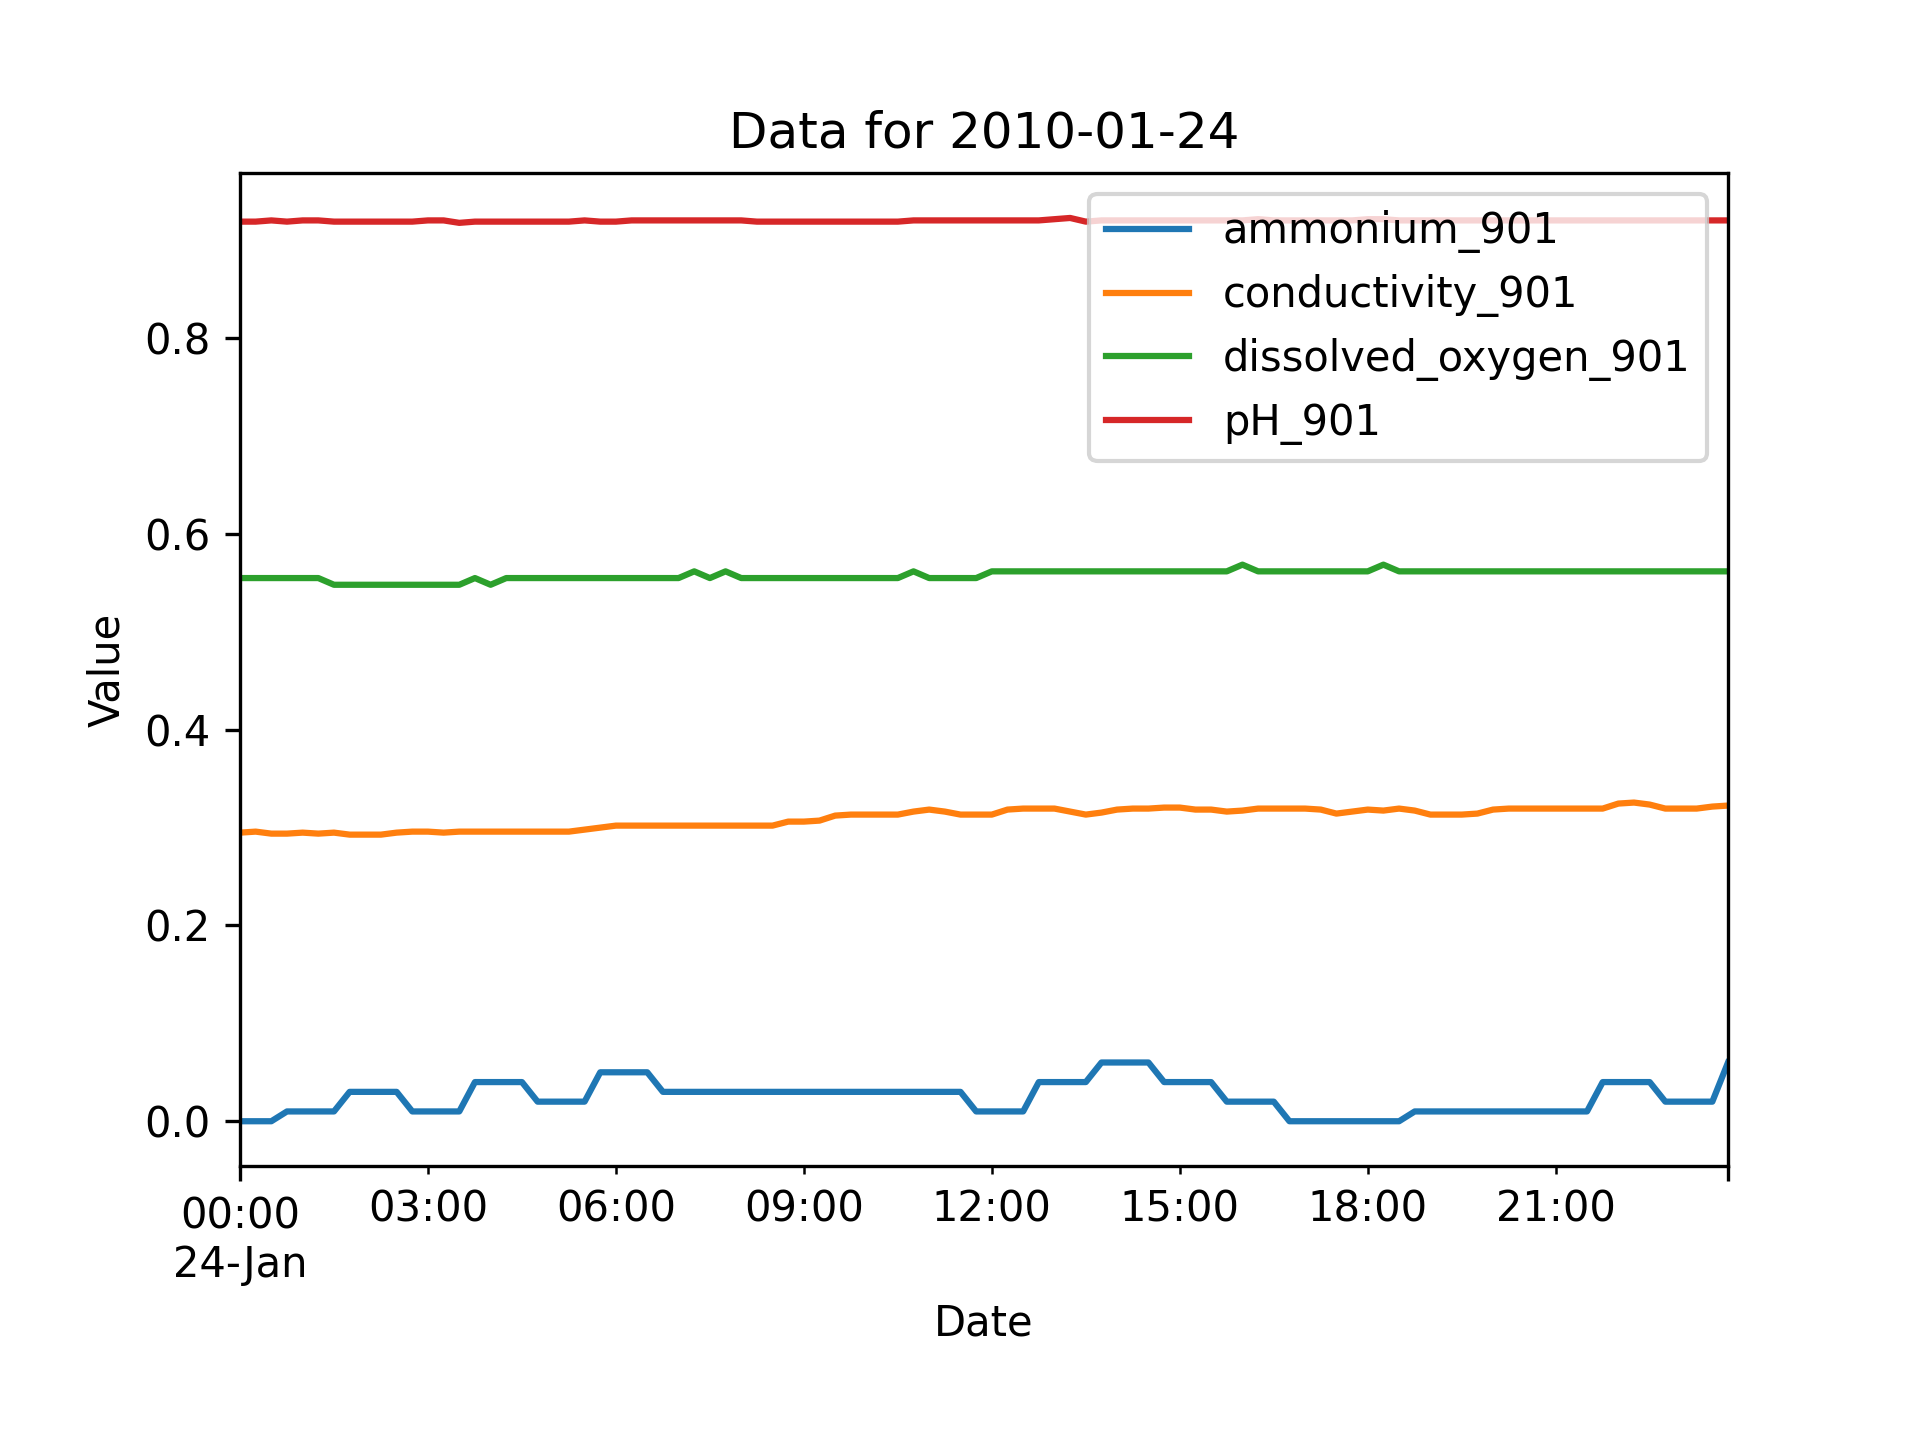 Data for 2010-01-24
ammonium_901
conductivity_901
dissolved_oxygen_901
pH_901
0.8
0.6
0.4
0.2
0.0
Value
00:00 03:00 06:00 09:00 12:00 15:00 18:00 21:00
24-Jan
Date